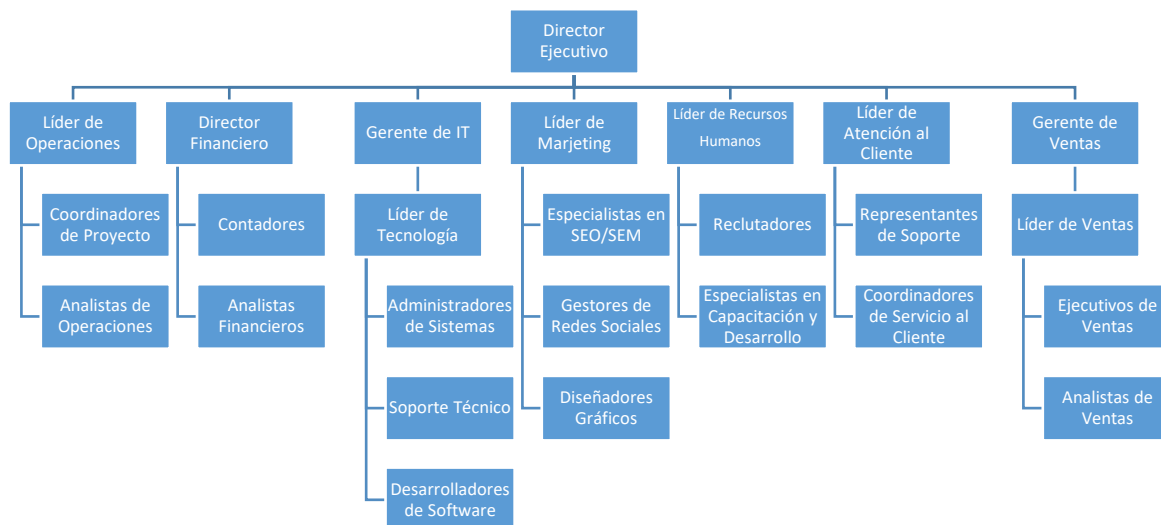 Director
Ejecutivo
Líder de
Operaciones
Director
Financiero
Gerente de IT
Líder de
Marjeting
Líder de Recursos
Humanos
Líder de
Atención al
Cliente
Gerente de
Ventas
Coordinadores
de Proyecto
Contadores
Líder de
Tecnología
Especialistas en
SEO/SEM
Reclutadores
Representantes
de Soporte
Líder de Ventas
Analistas de
Operaciones
Analistas
Financieros
Administradores
de Sistemas
Gestores de
Redes Sociales
Especialistas en
Capacitación y
Desarrollo
Coordinadores
de Servicio al
Cliente
Ejecutivos de
Ventas
Soporte Técnico
Diseñadores
Gráficos
Analistas de
Ventas
Desarrolladores
de Software